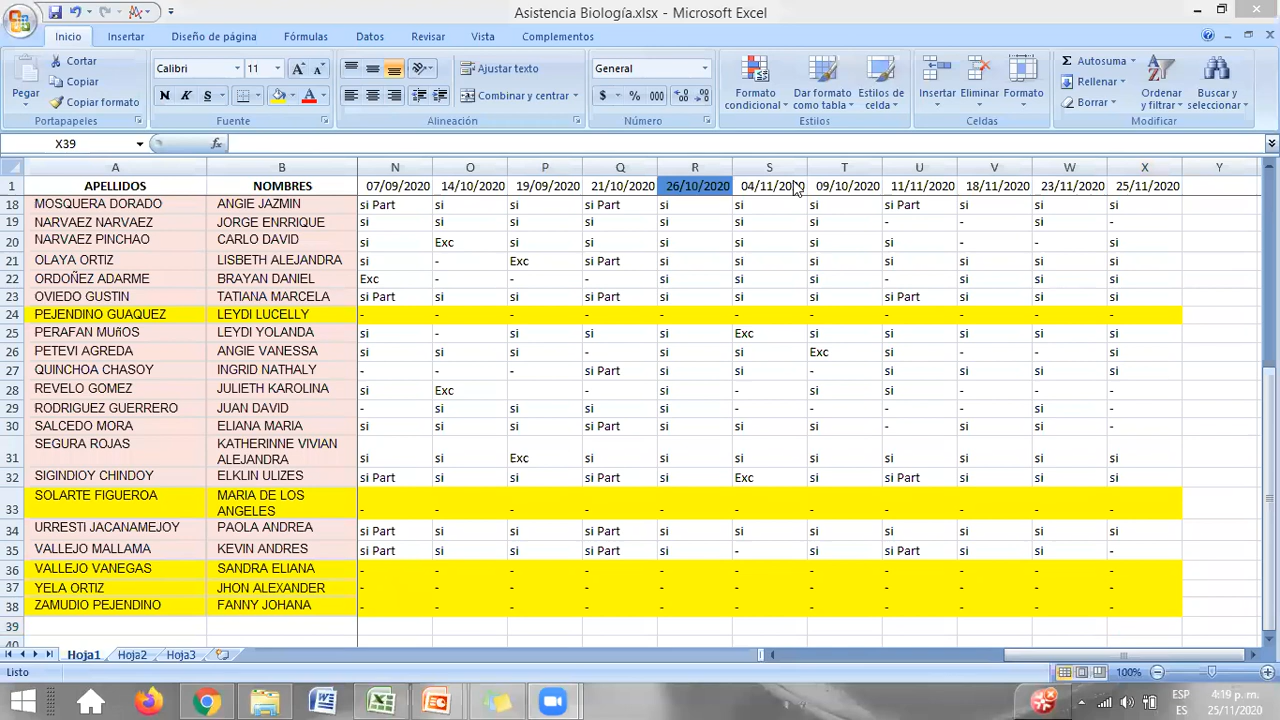 Asistencia Biología.xlsx - Microsoft Excel
Inicio Insertar Diseño de página Fórmulas Datos Revisar Vista Complementos
Pegar Cortar Copiar Copiar formato
Calibri 11
N K S A
Ajustar texto
Combinar y centrar
General
$ % 000
Formato condicional Dar formato como tabla Estilos de celda
Insertar Eliminar Formato
Σ Autosuma Rellenar Borrar
Ordenar y filtrar Buscar y seleccionar
Portapapeles Fuente Alineación Número Estilos Celdas Modificar
X39 fx
A B N O P Q R S T U V W X Y
1 APELLIDOS NOMBRES 07/09/2020 14/10/2020 19/09/2020 21/10/2020 26/10/2020 04/11/2020 09/10/2020 11/11/2020 18/11/2020 23/11/2020 25/11/2020
18 MOSQUERA DORADO ANGIE JAZMIN si Part si si si Part si si si si Part si si si
19 NARVAEZ NARVAEZ JORGE ENRRIQUE si si si si si si si - - si -
20 NARVAEZ PINCHAO CARLO DAVID si Exc si si si si si si - - si
21 OLAYA ORTIZ LISBETH ALEJANDRA si - Exc si Part si si si si si si si
22 ORDOÑEZ ADARME BRAYAN DANIEL Exc - - - si si si - si si si
23 OVIEDO GUSTIN TATIANA MARCELA si Part si si si Part si si si si Part si si si
24 PEJENDINO GUAQUEZ LEYDI LUCELLY - - - - - - - - - - -
25 PERAFAN MUñOS LEYDI YOLANDA si - si si si Exc si si si si si
26 PETEVI AGREDA ANGIE VANESSA si si si - si si Exc si - - si
27 QUINCHOA CHASOY INGRID NATHALY - - - si Part si si - si si si si
28 REVELO GOMEZ JULIETH KAROLINA si Exc si - si - si si - - si
29 RODRIGUEZ GUERRERO JUAN DAVID - si si si si - - - - si -
30 SALCEDO MORA ELIANA MARIA si si si si Part si si si - si si -
31 SEGURA ROJAS KATHERINNE VIVIAN
ALEJANDRA si si Exc si si si si si si si si
32 SIGINDIOY CHINDOY ELKLIN ULIZES si Part si si si Part si Exc si si Part si si si
33 SOLARTE FIGUEROA MARIA DE LOS
ANGELES - - - - - - - - - - -
34 URRESTI JACANAMEJOY PAOLA ANDREA si Part si si si Part si si si si si si si
35 VALLEJO MALLAMA KEVIN ANDRES si Part si si si Part si - si si Part si si -
36 VALLEJO VANEGAS SANDRA ELIANA - - - - - - - - - - -
37 YELA ORTIZ JHON ALEXANDER - - - - - - - - - - -
38 ZAMUDIO PEJENDINO FANNY JOHANA - - - - - - - - - - -
39
40
Hoja1 Hoja2 Hoja3
Listo 100%
ESP 4:19 p. m.
ES 25/11/2020